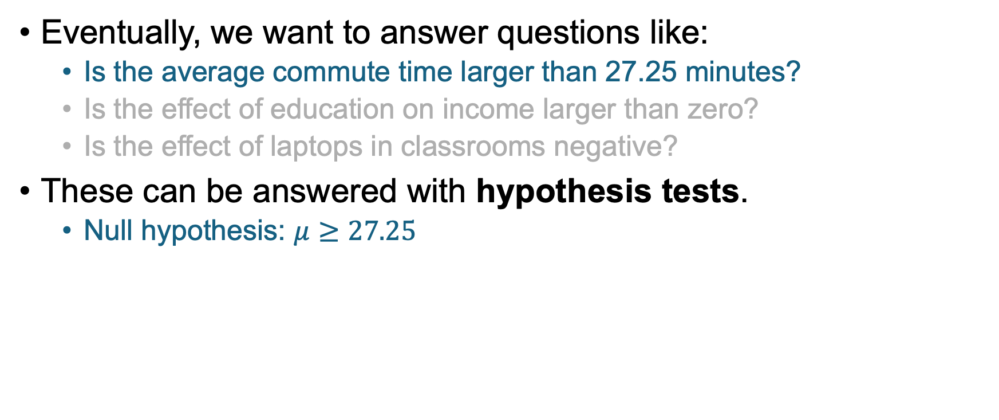 • Eventually, we want to answer questions like:
• Is the average commute time larger than 27.25 minutes?
• Is the effect of education on income larger than zero?
• Is the effect of laptops in classrooms negative?
• These can be answered with hypothesis tests.
• Null hypothesis: 𝜇 ≥ 27.25